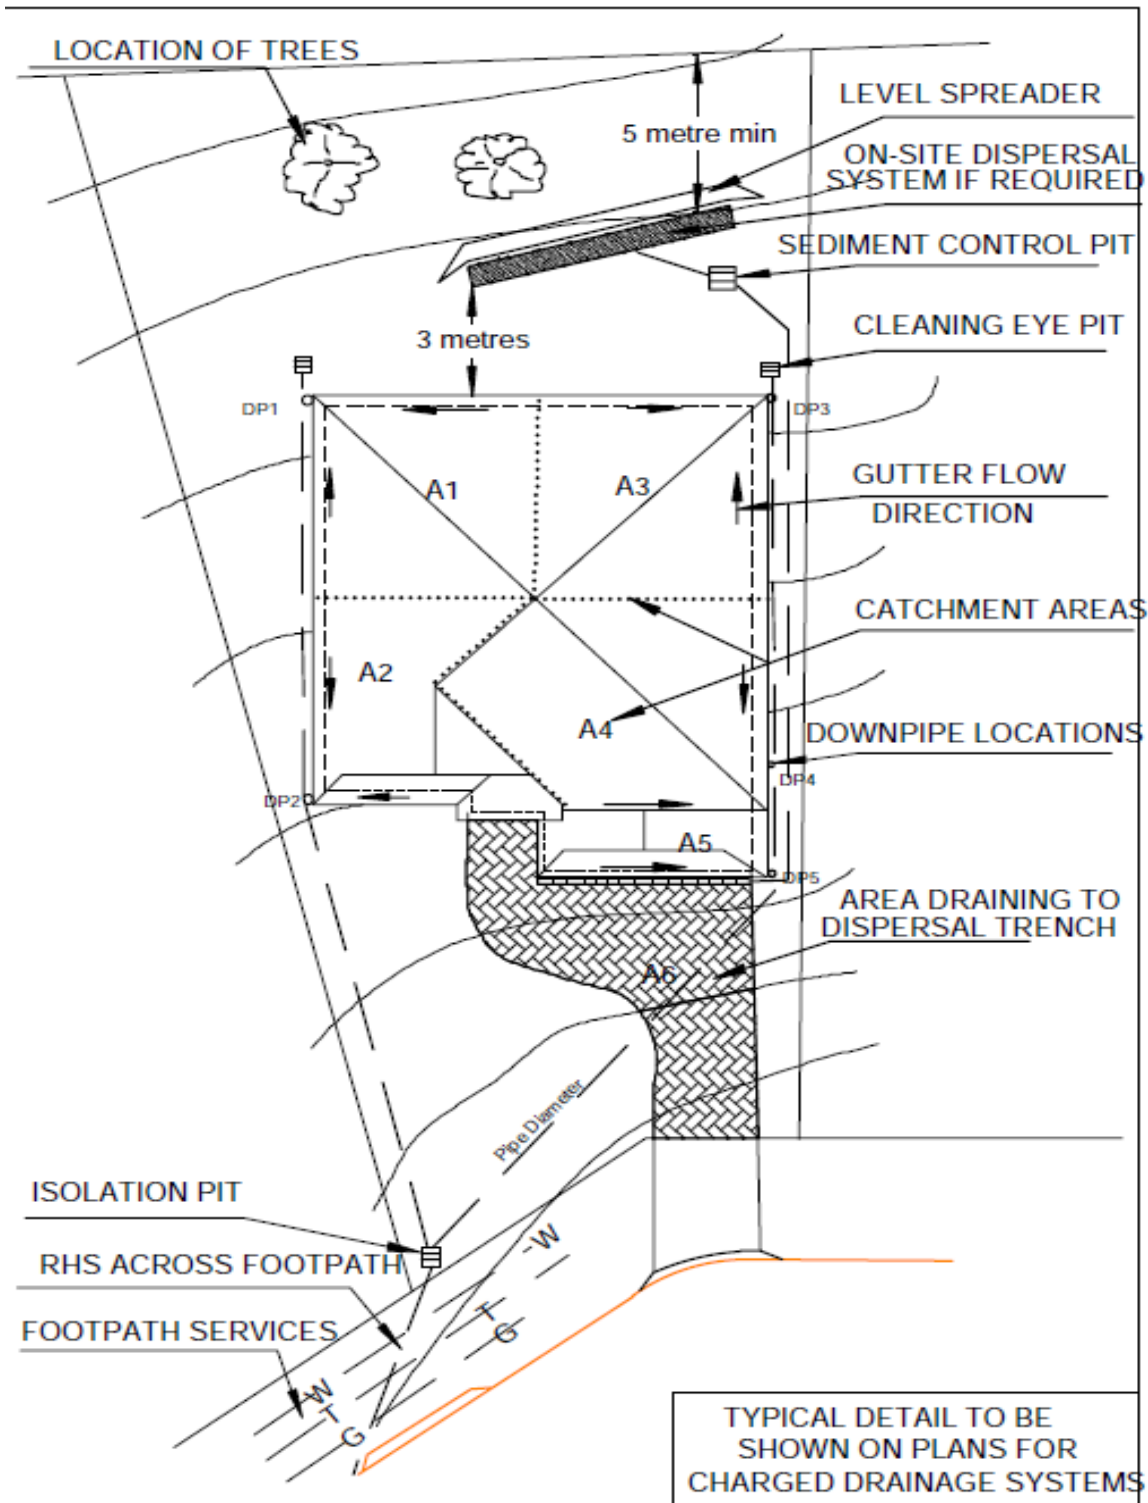 LOCATION OF TREES
LEVEL SPREADER
5 metre min
ON-SITE DISPERSAL
SYSTEM IF REQUIRED
SEDIMENT CONTROL PIT
CLEANING EYE PIT
3 metres
DP1
DP3
A1
A3
GUTTER FLOW
DIRECTION
CATCHMENT AREAS
A2
A4
DOWNPIPE LOCATIONS
DP4
DP2
A5
DP5
AREA DRAINING TO
DISPERSAL TRENCH
A6
Pipe Diameter
ISOLATION PIT
W
RHS ACROSS FOOTPATH
T
G
FOOTPATH SERVICES
W
T
G
TYPICAL DETAIL TO BE
SHOWN ON PLANS FOR
CHARGED DRAINAGE SYSTEMS